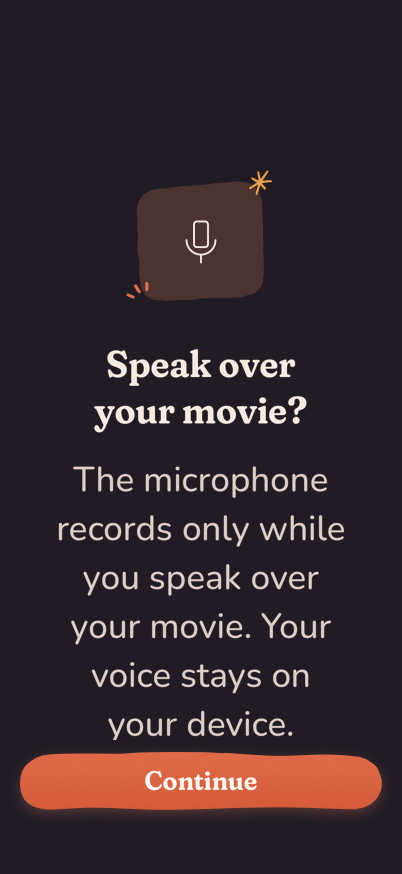 Speak over
your movie?
The microphone
records only while
you speak over
your movie. Your
voice stays on
your device.
Continue